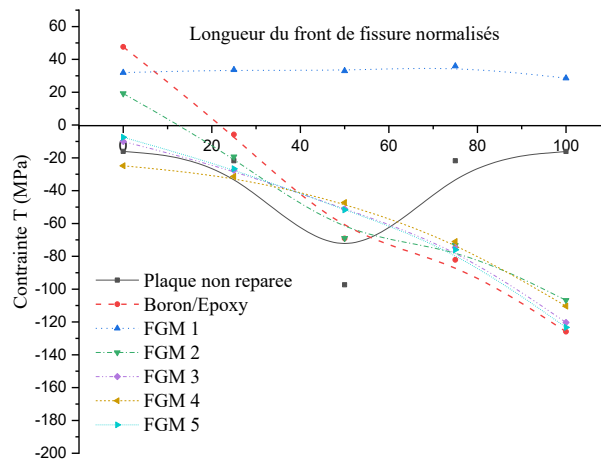 60
Longueur du front de fissure normalisés
40
20
0
0 20 40 60 80 100
-20
-40
-60
-80
-100
-120
-140
-160
-180
-200
Contrainte T (MPa)
Plaque non reparee
Boron/Epoxy
FGM 1
FGM 2
FGM 3
FGM 4
FGM 5